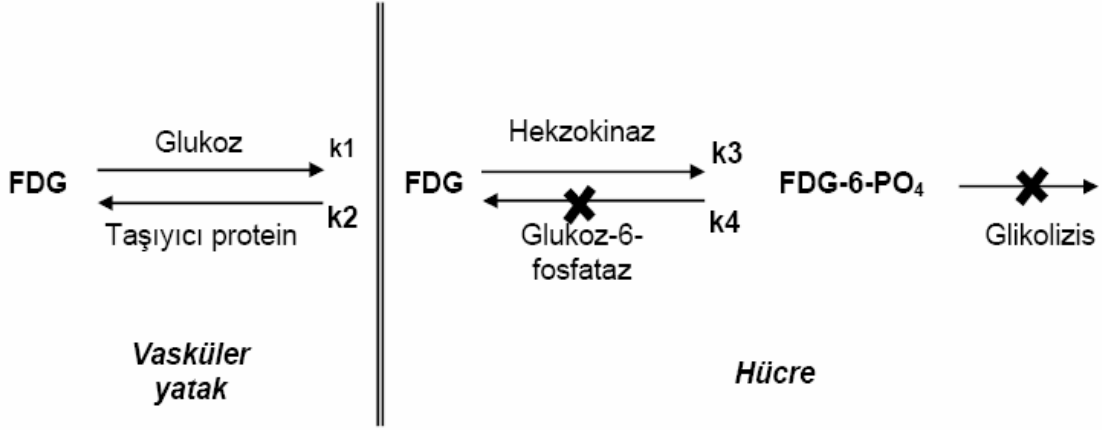 Glukoz k1
FDG
k2
Taşıyıcı protein
Vasküler
yatak
Hekzokinaz
k3
FDG
FDG-6-PO₄
k4
Glukoz-6-
fosfataz
Glikolizis
Hücre